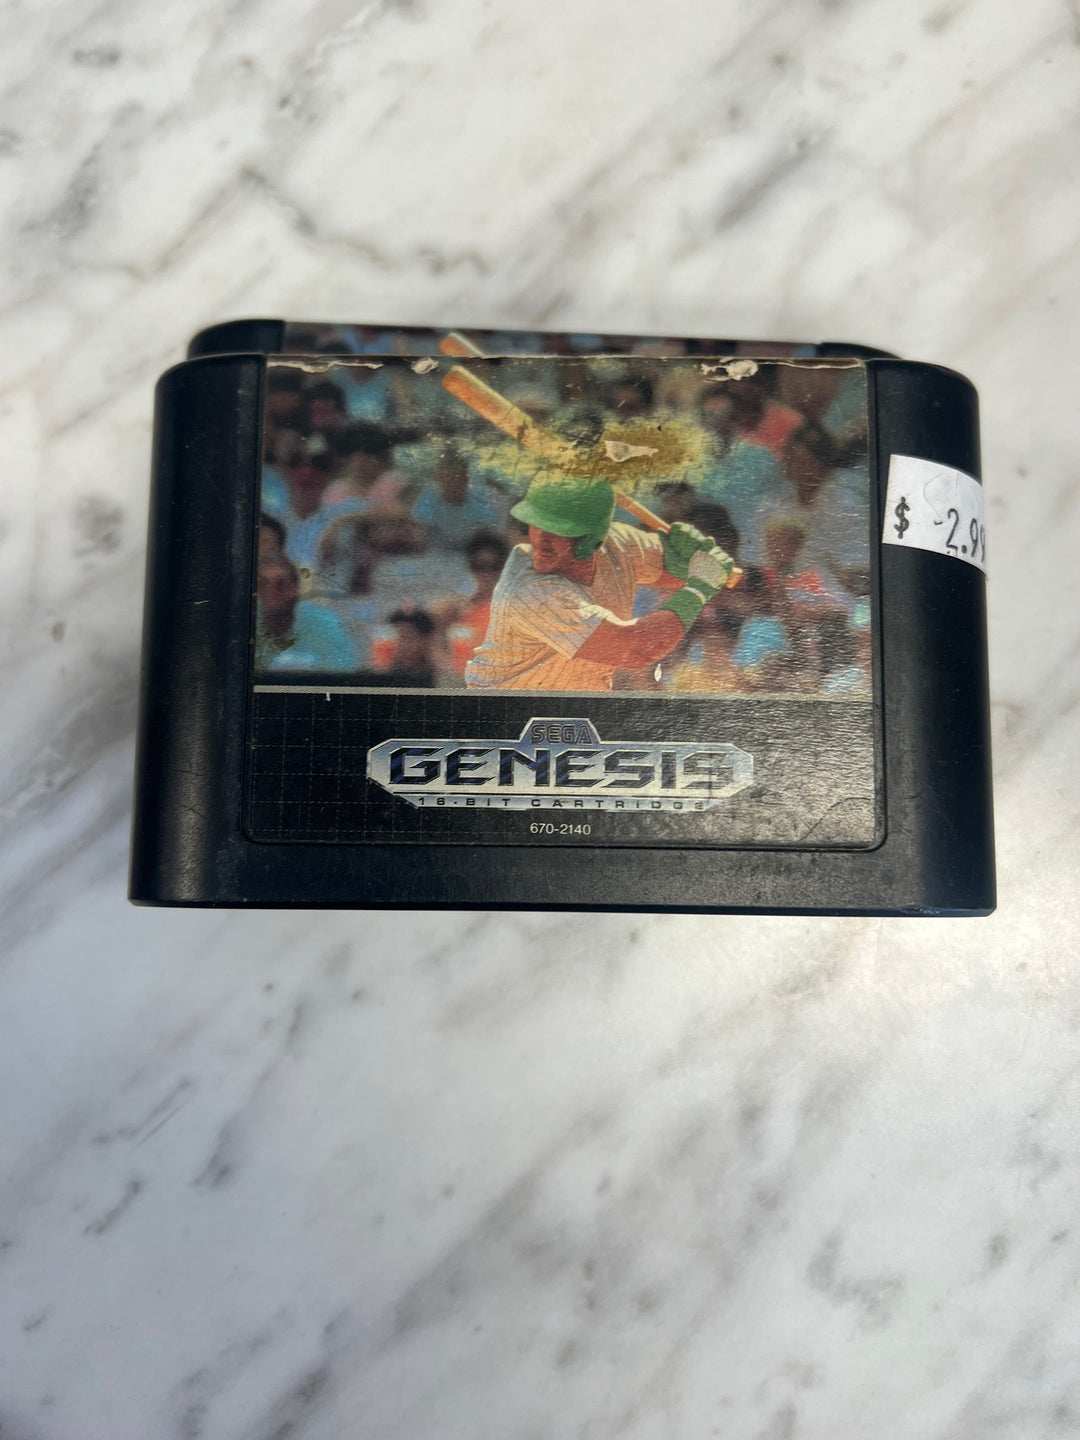 $ 2.99
SEGA
GENESIS
16-BIT CARTRIDGE
670-2140